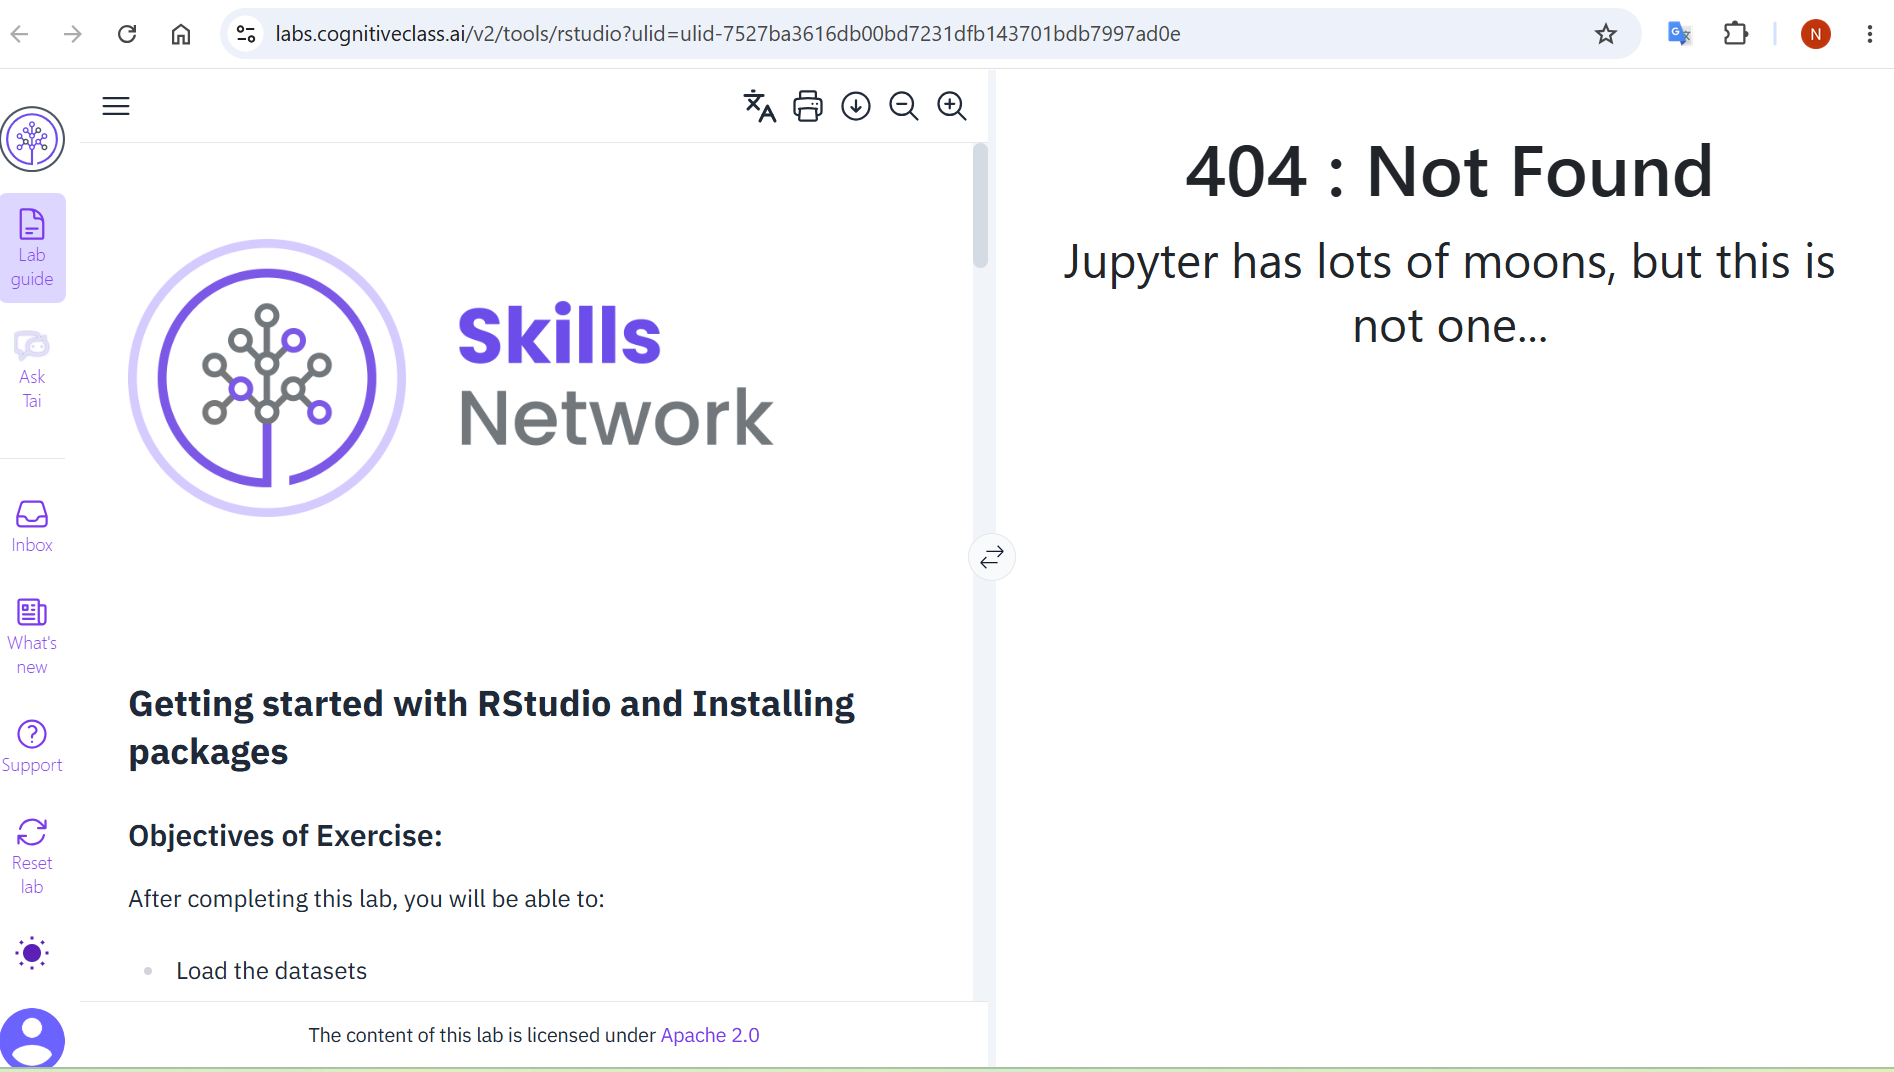 labs.cognitiveclass.ai/v2/tools/rstudio?ulid=ulid-7527ba3616db00bd7231dfb143701bdb7997ad0e
N
Lab
guide
Ask
Tai
Inbox
What's
new
Support
Reset
lab
Skills
Network
Getting started with RStudio and Installing
packages
Objectives of Exercise:
After completing this lab, you will be able to:
Load the datasets
The content of this lab is licensed under Apache 2.0
404 : Not Found
Jupyter has lots of moons, but this is
not one...